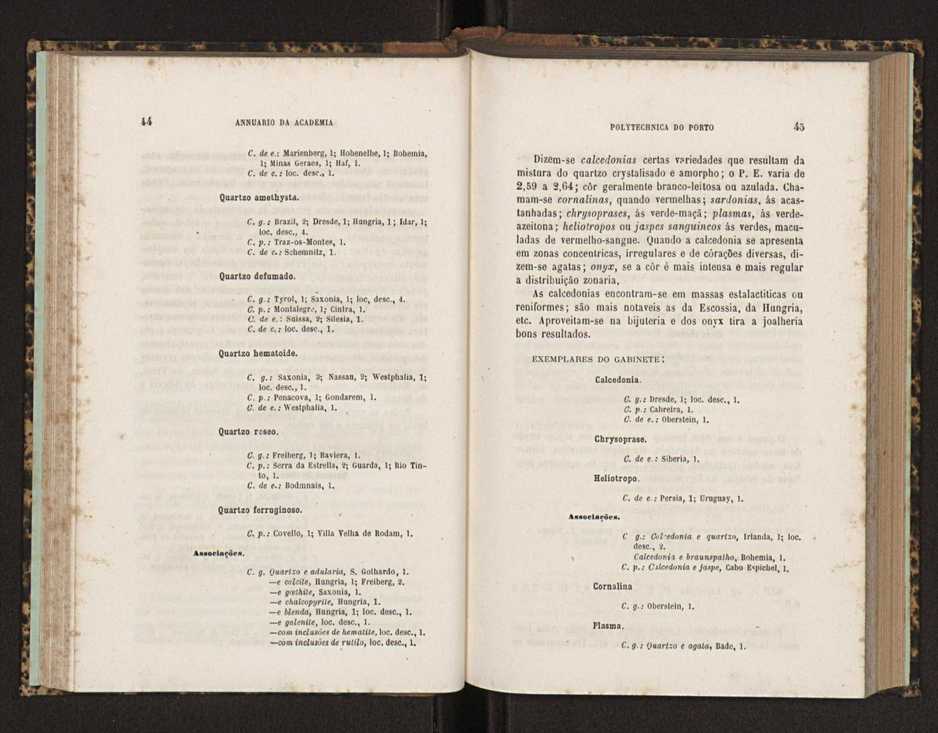 44
ANNUARIO DA ACADEMIA
C. de e.: Marienberg, 1; Hohenelhe, 1; Bohemia,
1; Minas Geraes, 1; Haf, 1.
C. de c.: loc. desc., 1.
Quartzo amethysta.
C. g.: Brazil, 2; Dresde, 1; Hungria, 1; Idar, 1;
loc. desc., 4.
C. p.: Traz-os-Montes, 1.
C. de c.: Schemnitz, 1.
Quartzo defumado.
C. g.: Tyrol, 1; Saxonia, 1; loc, desc., 4.
C. p.: Montalegre, 1; Cintra, 1.
C. de e.: Suissa, 2; Silesia, 1.
C. de c.: loc. desc., 1.
Quartzo hematoide.
C. g.: Saxonia, 3; Nassau, 2; Westphalia, 1;
loc. desc., 1.
C. p.: Penacova, 1; Gondarem, 1.
C. de e.: Westphalia, 1.
Quartzo roseo.
C. g.: Freiberg, 1; Baviera, 1.
C. p.: Serra da Estrella, 2; Guarda, 1; Rio Tin-
to, 1.
C. de e.: Bodmnais, 1.
Quartzo ferruginoso.
C. p.: Covello, 1; Villa Velha de Rodam, 1.
Associações.
C. g. Quartzo e adularia, S. Gothardo, 1.
—e calcite, Hungria, 1; Freiberg, 2.
—e gœthite, Saxonia, 1.
—e chalcopyrite, Hungria, 1.
—e blenda, Hungria, 1; loc. desc., 1.
—e galenite, loc. desc., 1.
—com inclusões de hematite, loc. desc., 1.
—com inclusões de rutilo, loc. desc., 1.
POLYTECHNICA DO PORTO
45
Dizem-se calcedonias certas variedades que resultam da
mistura do quartzo crystalisado e amorpho; o P. E. varia de
2,59 a 2,64; côr geralmente branco-leitosa ou azulada. Cha-
mam-se cornalinas, quando vermelhas; sardonias, ás acas-
tanhadas; chrysoprases, ás verde-maçã; plasmas, ás verde-
azeitona; heliotropos ou jaspes sanguincos ás verdes, macu-
ladas de vermelho-sangue. Quando a calcedonia se apresenta
em zonas concentricas, irregulares e de córações diversas, di-
zem-se agatas; onyx, se a côr é mais intensa e mais regular
a distribuição zonaria,
As calcedonias encontram-se em massas estalactiticas ou
reniformes; são mais notaveis as da Escossia, da Hungria,
etc. Aproveitam-se na bijuteria e dos onyx tira a joalheria
bons resultados.
EXEMPLARES DO GABINETE:
Calcedonia.
C. g.: Dresde, 1; loc. desc., 1.
C. p.: Cabreira, 1.
C. de e.: Oberstein, 1.
Chrysoprase.
C. de e.: Siberia, 1.
Heliotropo.
C. de e.: Persia, 1; Uruguay, 1.
Associações.
C g.: Calcedonia e quartzo, Irlanda, 1; loc.
desc., 2.
Calcedonia e braunspatho, Bohemia, 1.
C. p.: Calcedonia e jaspe, Cabo Espichel, 1.
Cornalina
C. g.: Oberstein, 1.
Plasma.
C. g.: Quartzo e agata, Bade, 1.